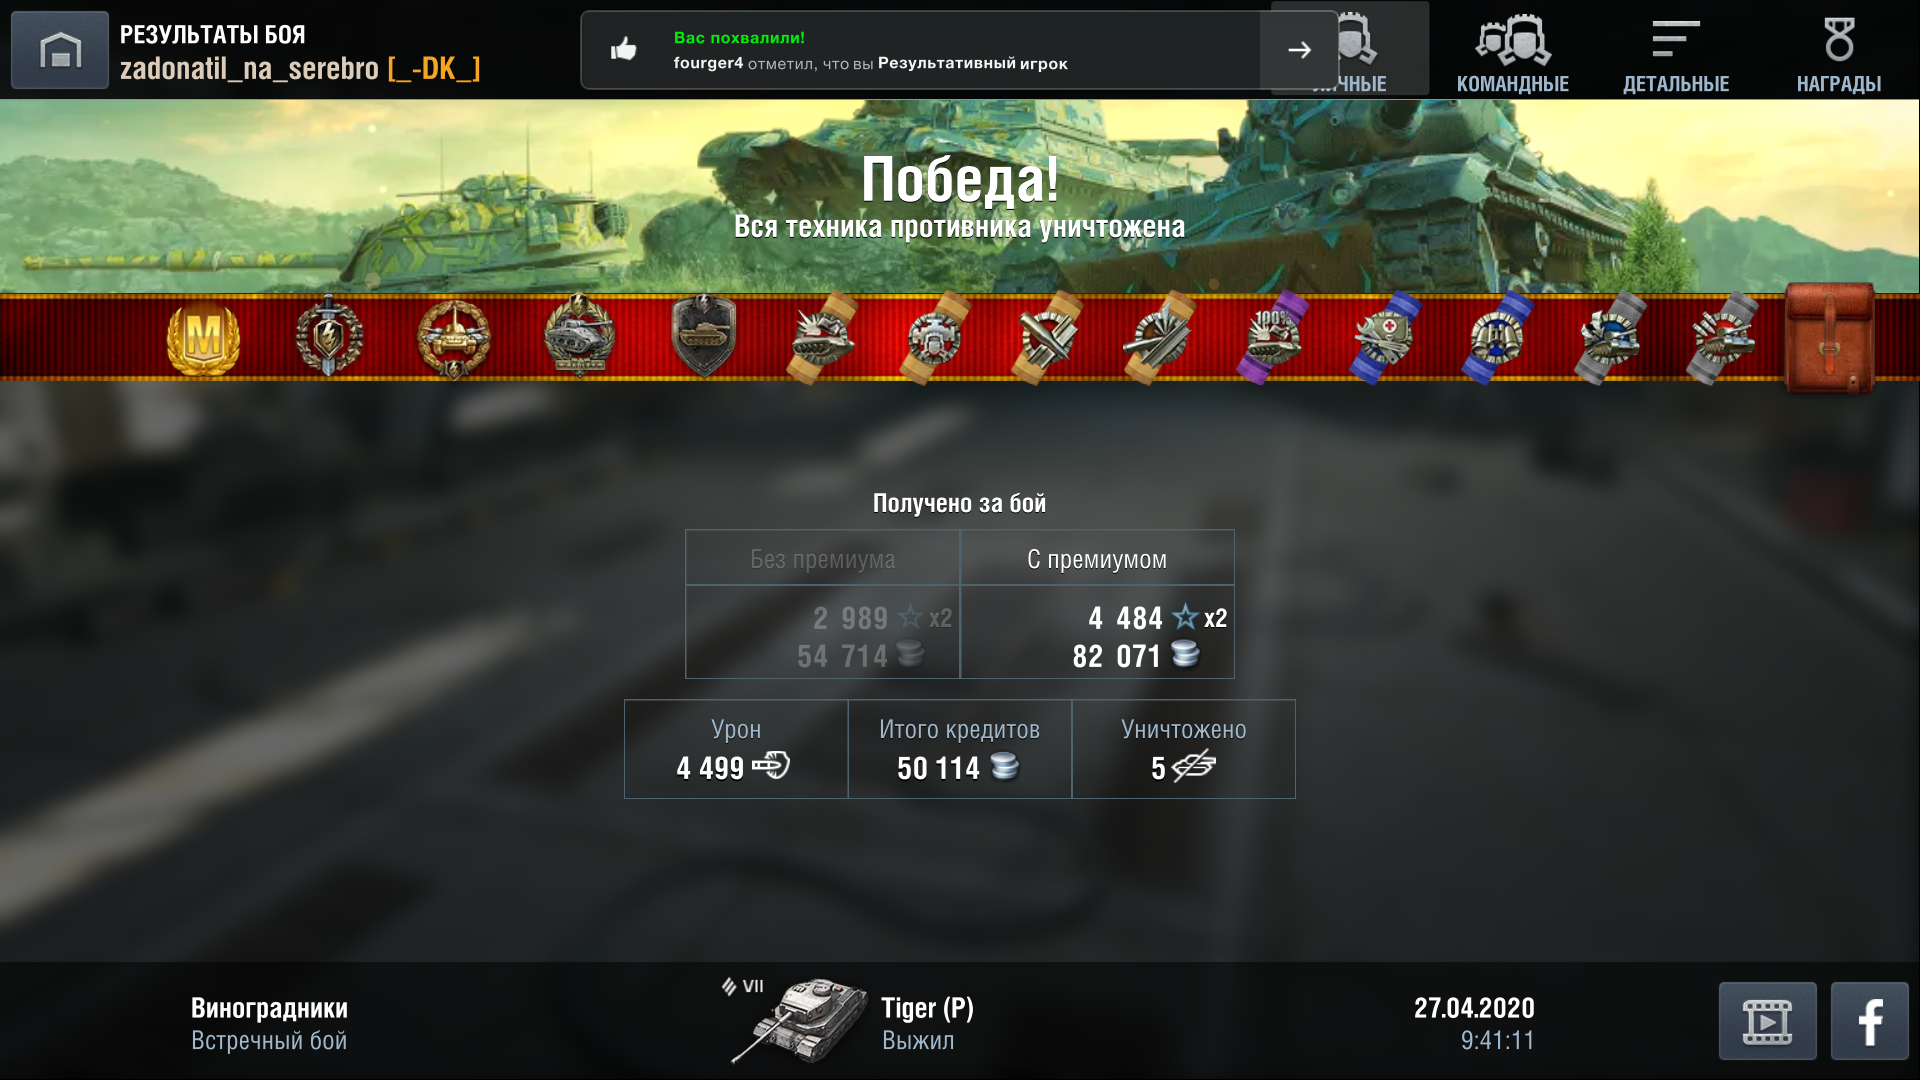 РЕЗУЛЬТАТЫ БОЯ
zadonatil_na_serebro [_-DK_]
Вас похвалили!
fourger4 отметил, что вы Результативный игрок
КОМАНДНЫЕ
ДЕТАЛЬНЫЕ
НАГРАДЫ
Победа!
Вся техника противника уничтожена
M
100%
Получено за бой
Без премиума
С премиумом
2 989 x2
4 484 x2
54 714
82 071
Урон
Итого кредитов
Уничтожено
4 499
50 114
5
Виноградники
Встречный бой
VII
Tiger (P)
Выжил
27.04.2020
9:41:11
f